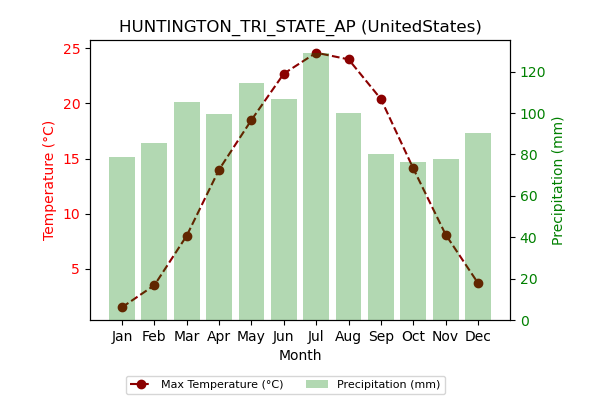 HUNTINGTON_TRI_STATE_AP (UnitedStates)
25
20
15
10
5
Temperature (°C)
120
100
80
60
40
20
0
Precipitation (mm)
Jan Feb Mar Apr May Jun Jul Aug Sep Oct Nov Dec
Month
Max Temperature (°C) Precipitation (mm)